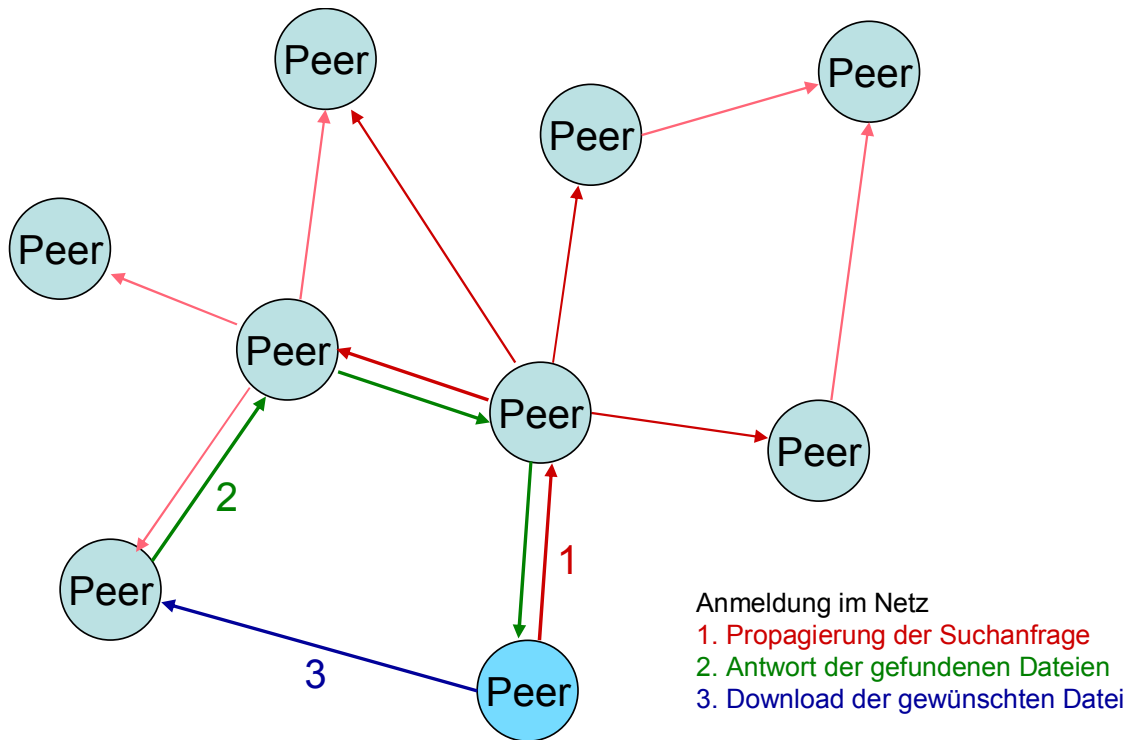 Peer
Peer
Peer
Peer
Peer
Peer
Peer
2
1
Peer
Anmeldung im Netz
1. Propagierung der Suchanfrage
2. Antwort der gefundenen Dateien
3. Download der gewünschten Datei
3
Peer